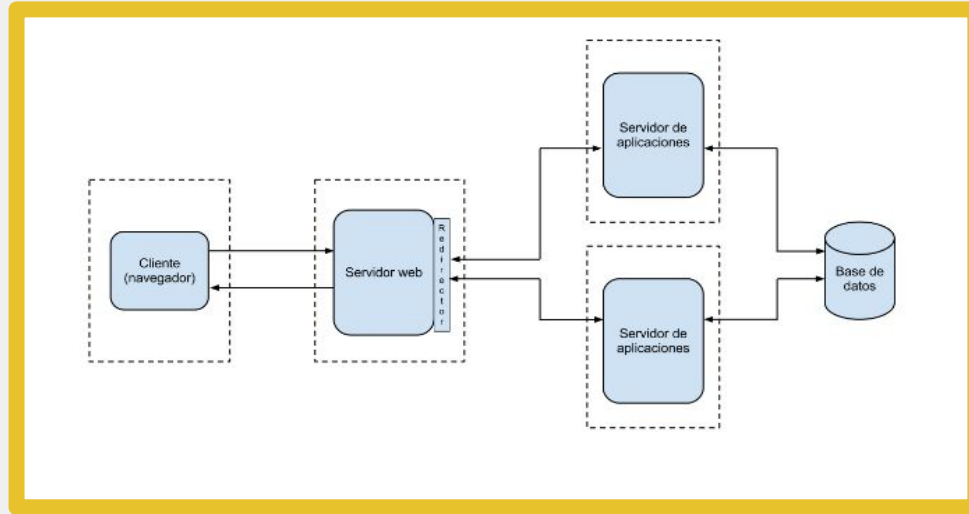 Cliente
(navegador)
Servidor web
Redirector
Servidor de
aplicaciones
Servidor de
aplicaciones
Base de
datos